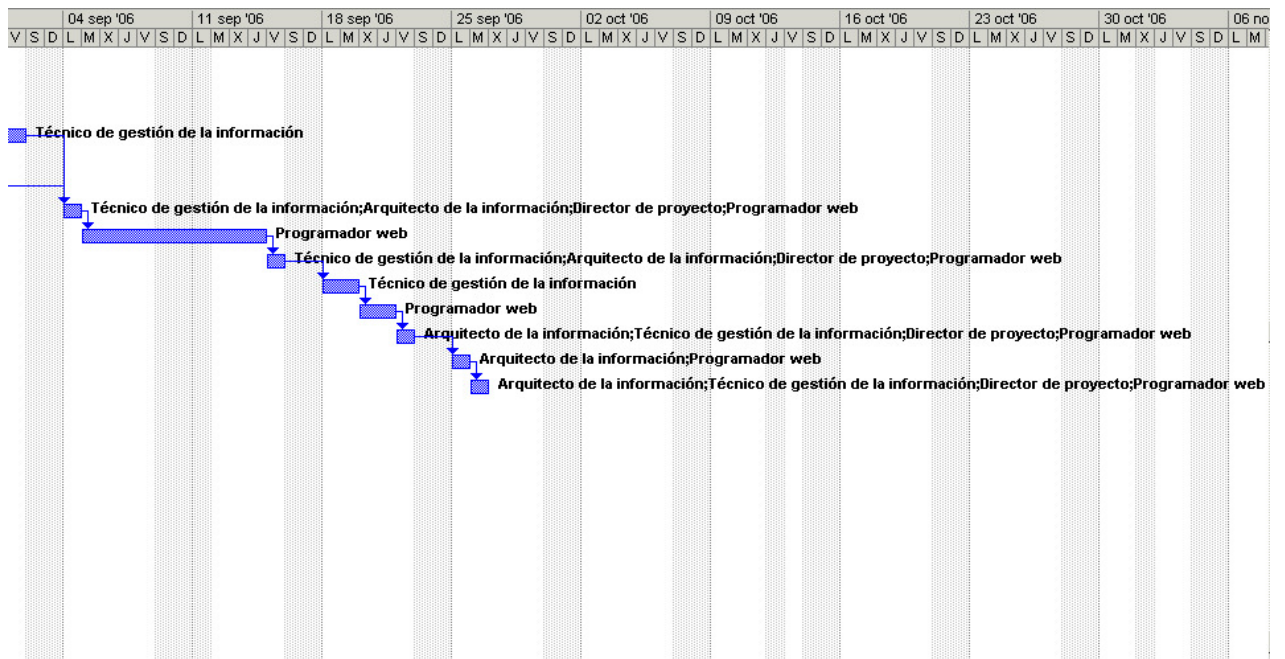 04 sep '06 11 sep '06 18 sep '06 25 sep '06 02 oct '06 09 oct '06 16 oct '06 23 oct '06 30 oct '06 06 no
V S D L M X J V S D L M X J V S D L M X J V S D L M X J V S D L M X J V S D L M X J V S D L M X J V S D L M X J V S D L M X J V S D L M
Técnico de gestión de la información
Técnico de gestión de la información;Arquitecto de la información;Director de proyecto;Programador web
Programador web
Técnico de gestión de la información;Arquitecto de la información;Director de proyecto;Programador web
Técnico de gestión de la información
Programador web
Arquitecto de la información;Técnico de gestión de la información;Director de proyecto;Programador web
Arquitecto de la información;Programador web
Arquitecto de la información;Técnico de gestión de la información;Director de proyecto;Programador web